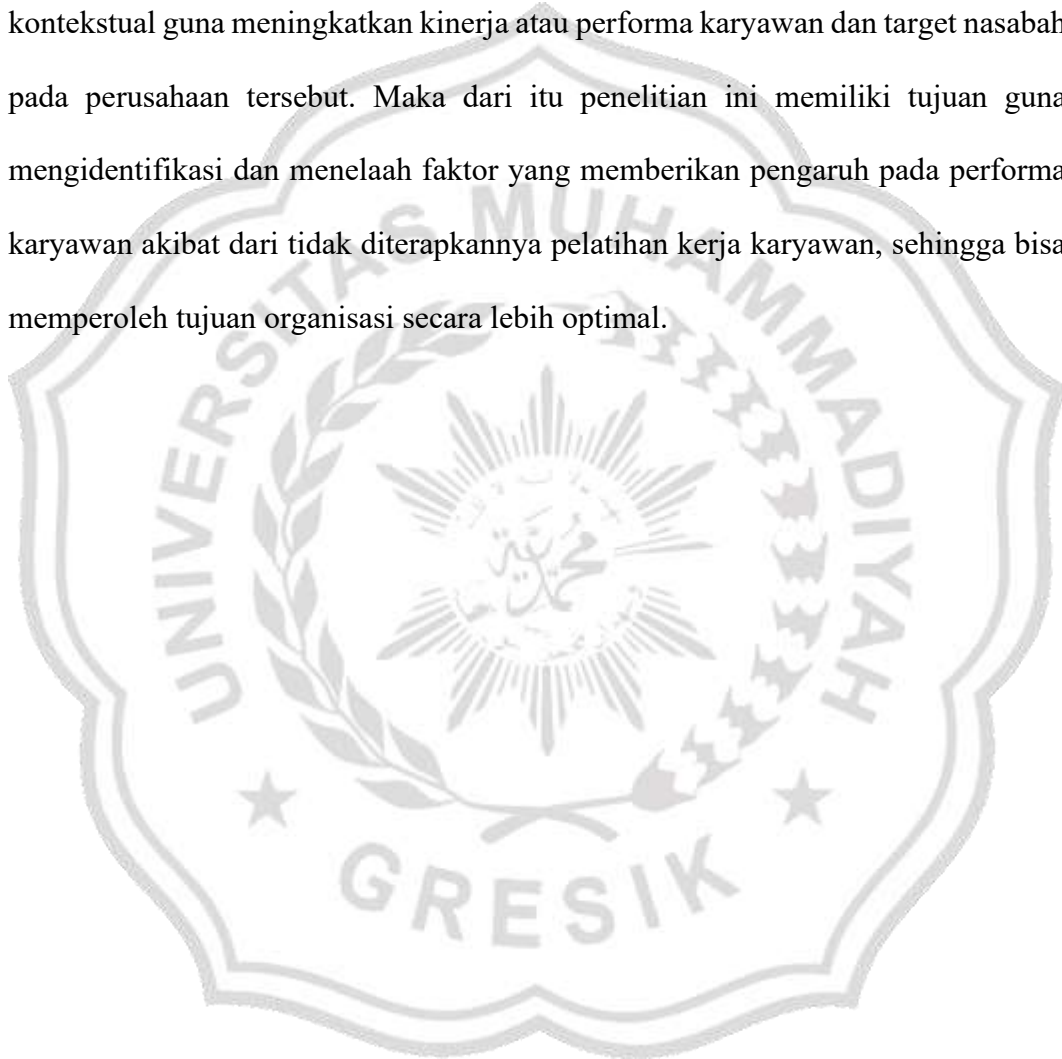 kontekstual guna meningkatkan kinerja atau performa karyawan dan target nasabah
pada perusahaan tersebut. Maka dari itu penelitian ini memiliki tujuan guna
mengidentifikasi dan menelaah faktor yang memberikan pengaruh pada performa
karyawan akibat dari tidak diterapkannya pelatihan kerja karyawan, sehingga bisa
memperoleh tujuan organisasi secara lebih optimal.
UNIVERSITAS MUHAMMADIYAH
GRESIK